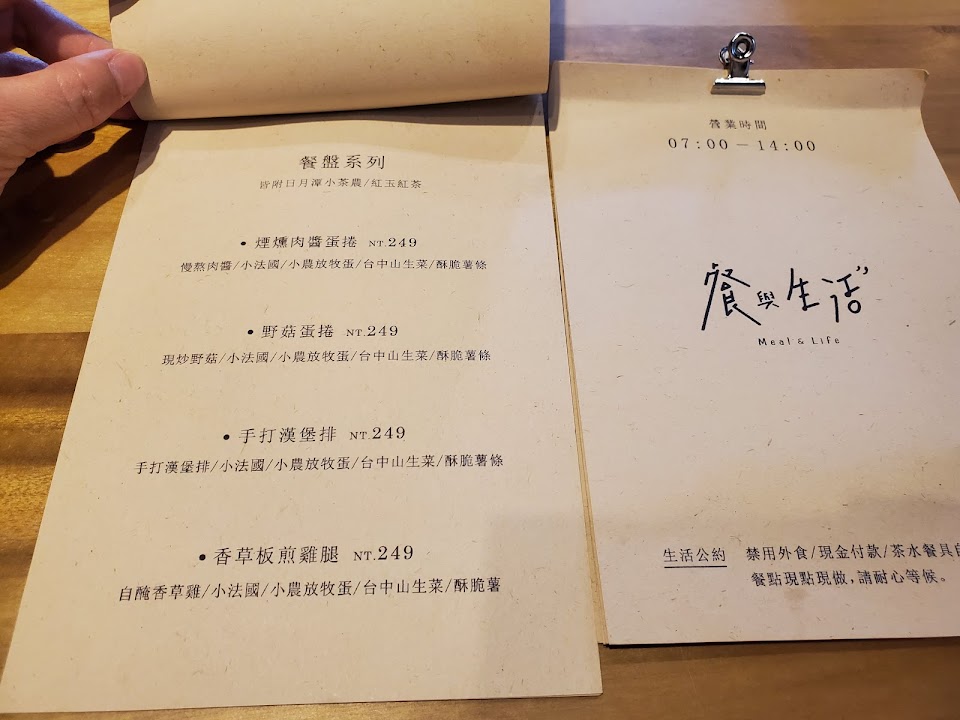 餐盤系列
皆附日月潭小茶農/紅玉紅茶
• 煙燻肉醬蛋捲 NT.249
慢熬肉醬/小法國/小農放牧蛋/台中山生菜/酥脆薯條
• 野菇蛋捲 NT.249
現炒野菇/小法國/小農放牧蛋/台中山生菜/酥脆薯條
• 手打漢堡排 NT.249
手打漢堡排/小法國/小農放牧蛋/台中山生菜/酥脆薯條
• 香草板煎雞腿 NT.249
自醃香草雞/小法國/小農放牧蛋/台中山生菜/酥脆薯
營業時間
07:00－14:00
餐與生活
Meal & Life
生活公約 禁用外食/現金付款/茶水餐具自
餐點現點現做,請耐心等候。